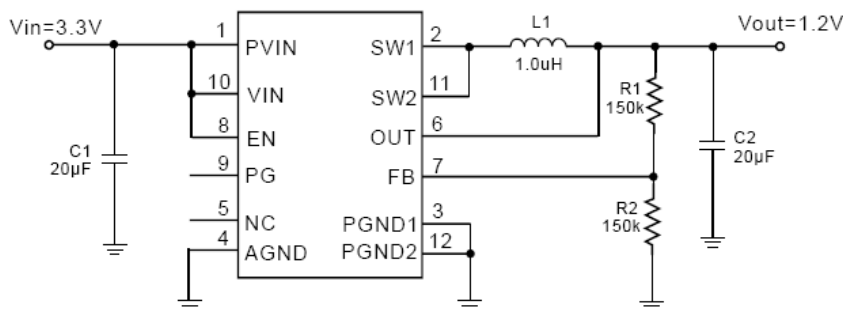 Vin=3.3V
1
PVIN
SW1
2
L1
1.0uH
Vout=1.2V
10
VIN
SW2
11
R1
150k
8
EN
OUT
6
C1
20µF
C2
20µF
9
PG
FB
7
5
NC
PGND1
3
R2
150k
4
AGND
PGND2
12